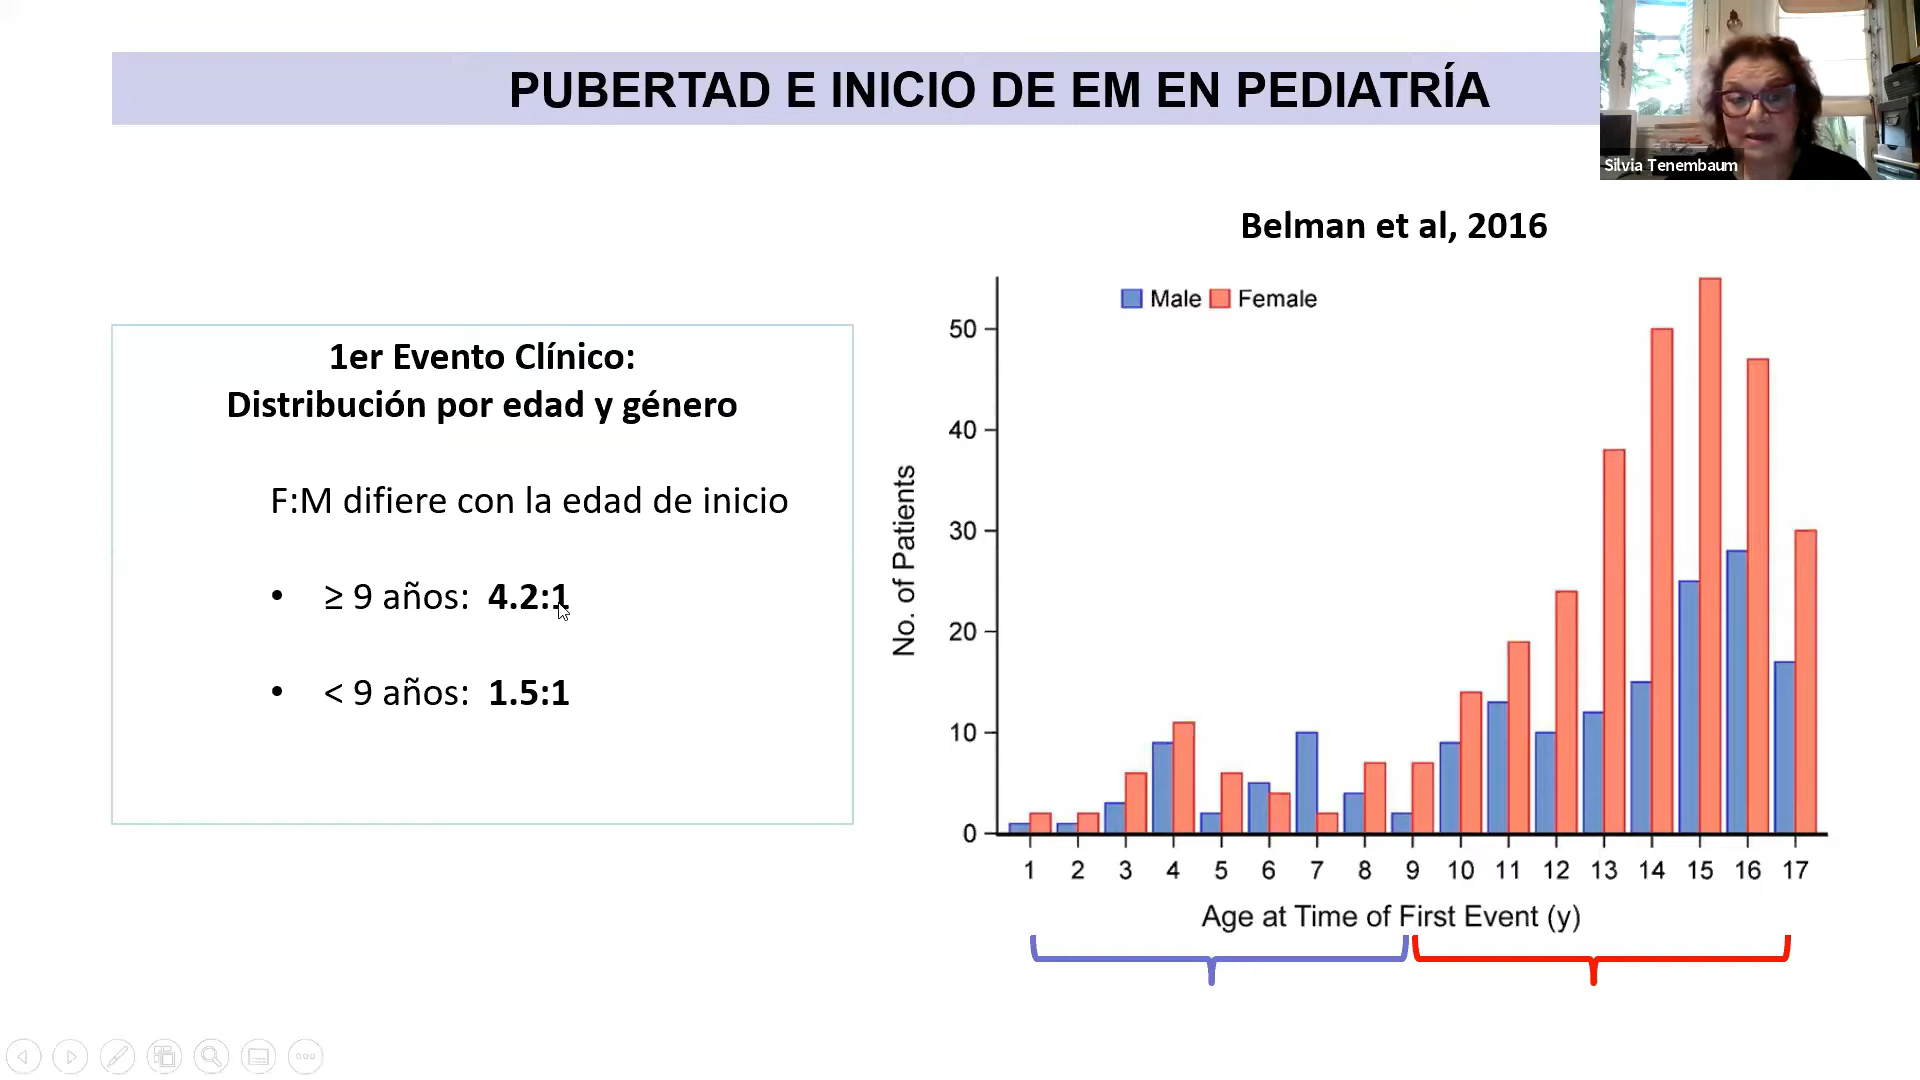 PUBERTAD E INICIO DE EM EN PEDIATRÍA
Silvia Tenembaum
Belman et al, 2016
1er Evento Clínico:
Distribución por edad y género
F:M difiere con la edad de inicio
• ≥ 9 años: 4.2:1
• < 9 años: 1.5:1
Male Female
No. of Patients
50
40
30
20
10
0
1 2 3 4 5 6 7 8 9 10 11 12 13 14 15 16 17
Age at Time of First Event (y)